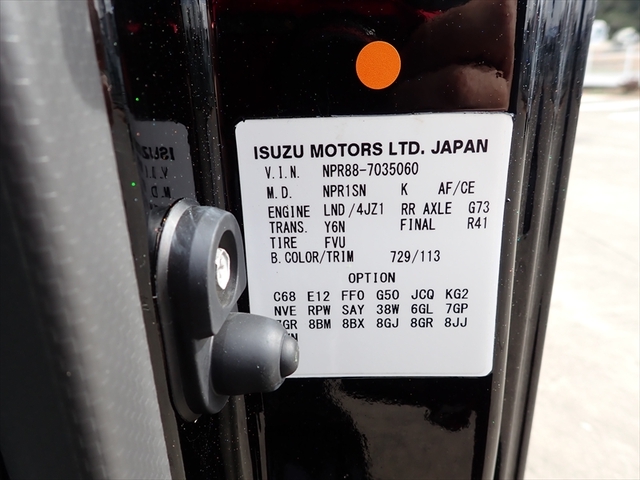 ISUZU MOTORS LTD. JAPAN
V.I.N. NPR88-7035060
M.D. NPR1SN K AF/CE
ENGINE LND/4JZ1 RR AXLE G73
TRANS. Y6N FINAL R41
TIRE FVU
B.COLOR/TRIM 729/113
OPTION
C68 E12 FF0 G50 JCQ KG2
NVE RPW SAY 38W 6GL 7GP
8BM 8BX 8GJ 8GR 8JJ